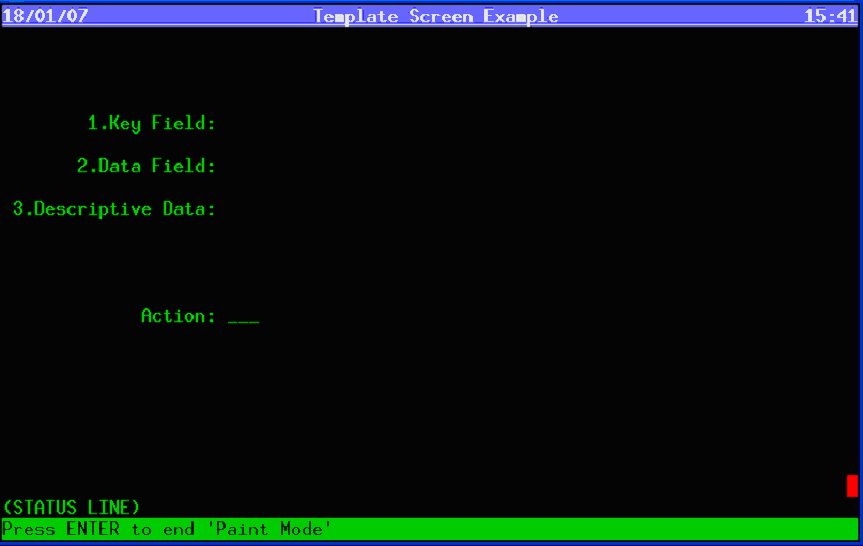 18/01/07 Template Screen Example 15:41
1.Key Field:
2.Data Field:
3.Descriptive Data:
Action: ___
(STATUS LINE)
Press ENTER to end 'Paint Mode'